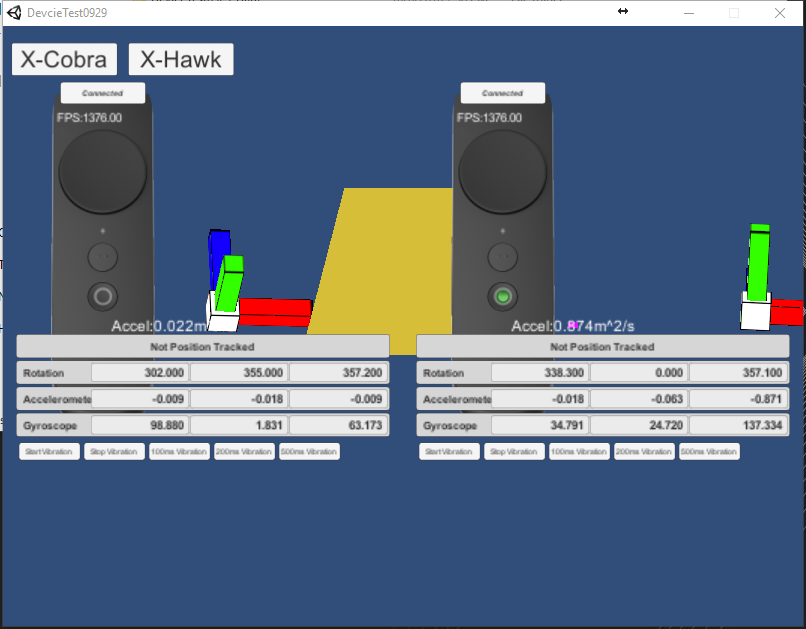 DevcieTest0929
X-Cobra X-Hawk
Connected
FPS:1376.00
Accel:0.022m
Not Position Tracked
Rotation 302.000 355.000 357.200
Acceleromete -0.009 -0.018 -0.009
Gyroscope 98.880 1.831 63.173
Start Vibration Stop Vibration 100ms Vibration 200ms Vibration 500ms Vibration
Connected
FPS:1376.00
Accel:0.874m^2/s
Not Position Tracked
Rotation 338.300 0.000 357.100
Acceleromete -0.018 -0.063 -0.871
Gyroscope 34.791 24.720 137.334
Start Vibration Stop Vibration 100ms Vibration 200ms Vibration 500ms Vibration